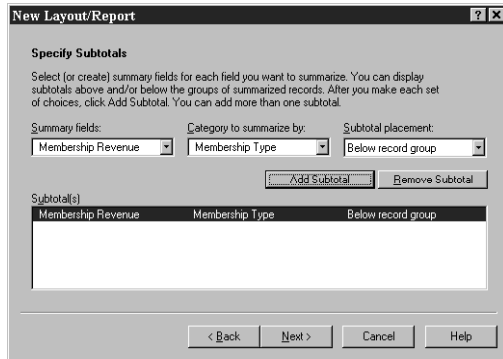 New Layout/Report
Specify Subtotals
Select (or create) summary fields for each field you want to summarize. You can display
subtotals above and/or below the groups of summarized records. After you make each set
of choices, click Add Subtotal. You can add more than one subtotal.
Summary fields: Category to summarize by: Subtotal placement:
Membership Revenue Membership Type Below record group
Add Subtotal Remove Subtotal
Subtotal(s)
Membership Revenue Membership Type Below record group
< Back Next > Cancel Help